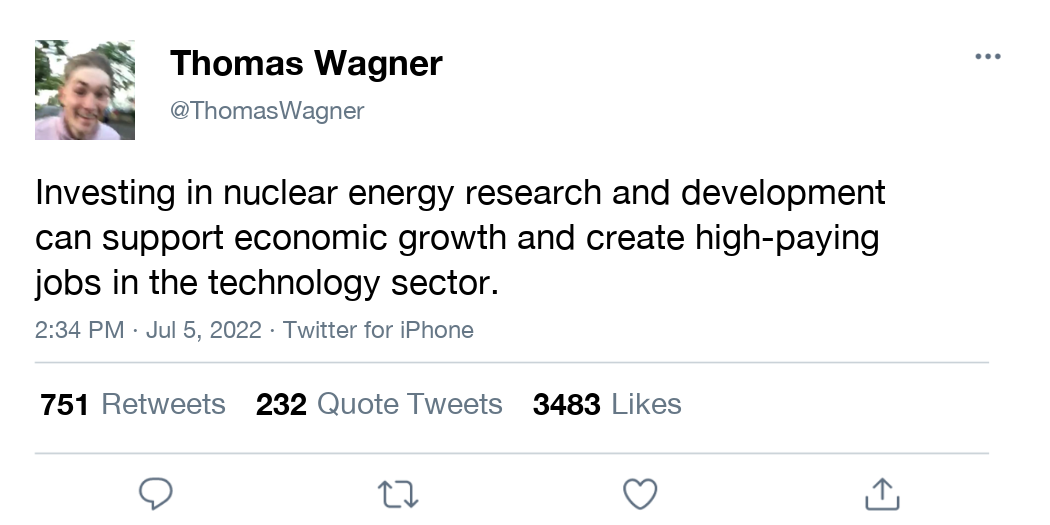 Thomas Wagner
@ThomasWagner
Investing in nuclear energy research and development
can support economic growth and create high-paying
jobs in the technology sector.
2:34 PM · Jul 5, 2022 · Twitter for iPhone
751 Retweets 232 Quote Tweets 3483 Likes